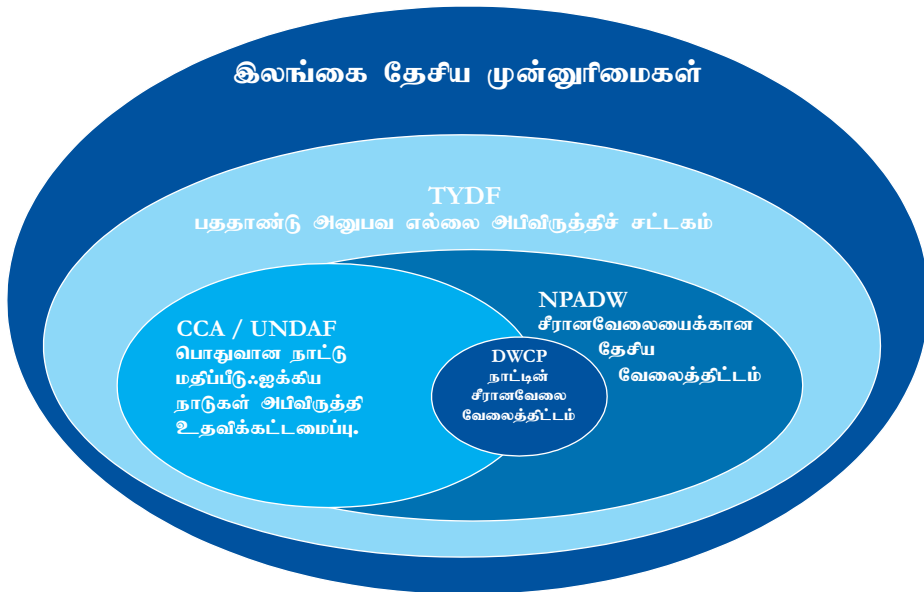 இலங்கை தேசிய முன்னுரிமைகள்
TYDF
பததாண்டு அனுபவ எல்லை அபிவிருத்திச் சட்டகம்
CCA / UNDAF
பொதுவான நாட்டு
மதிப்பீடு∴ஐக்கிய
நாடுகள் அபிவிருத்தி
உதவிக்கட்டமைப்பு.
DWCP
நாட்டின்
சீரானவேலை
வேலைத்திட்டம்
NPADW
சீரானவேலையைக்கான
தேசிய
வேலைத்திட்டம்